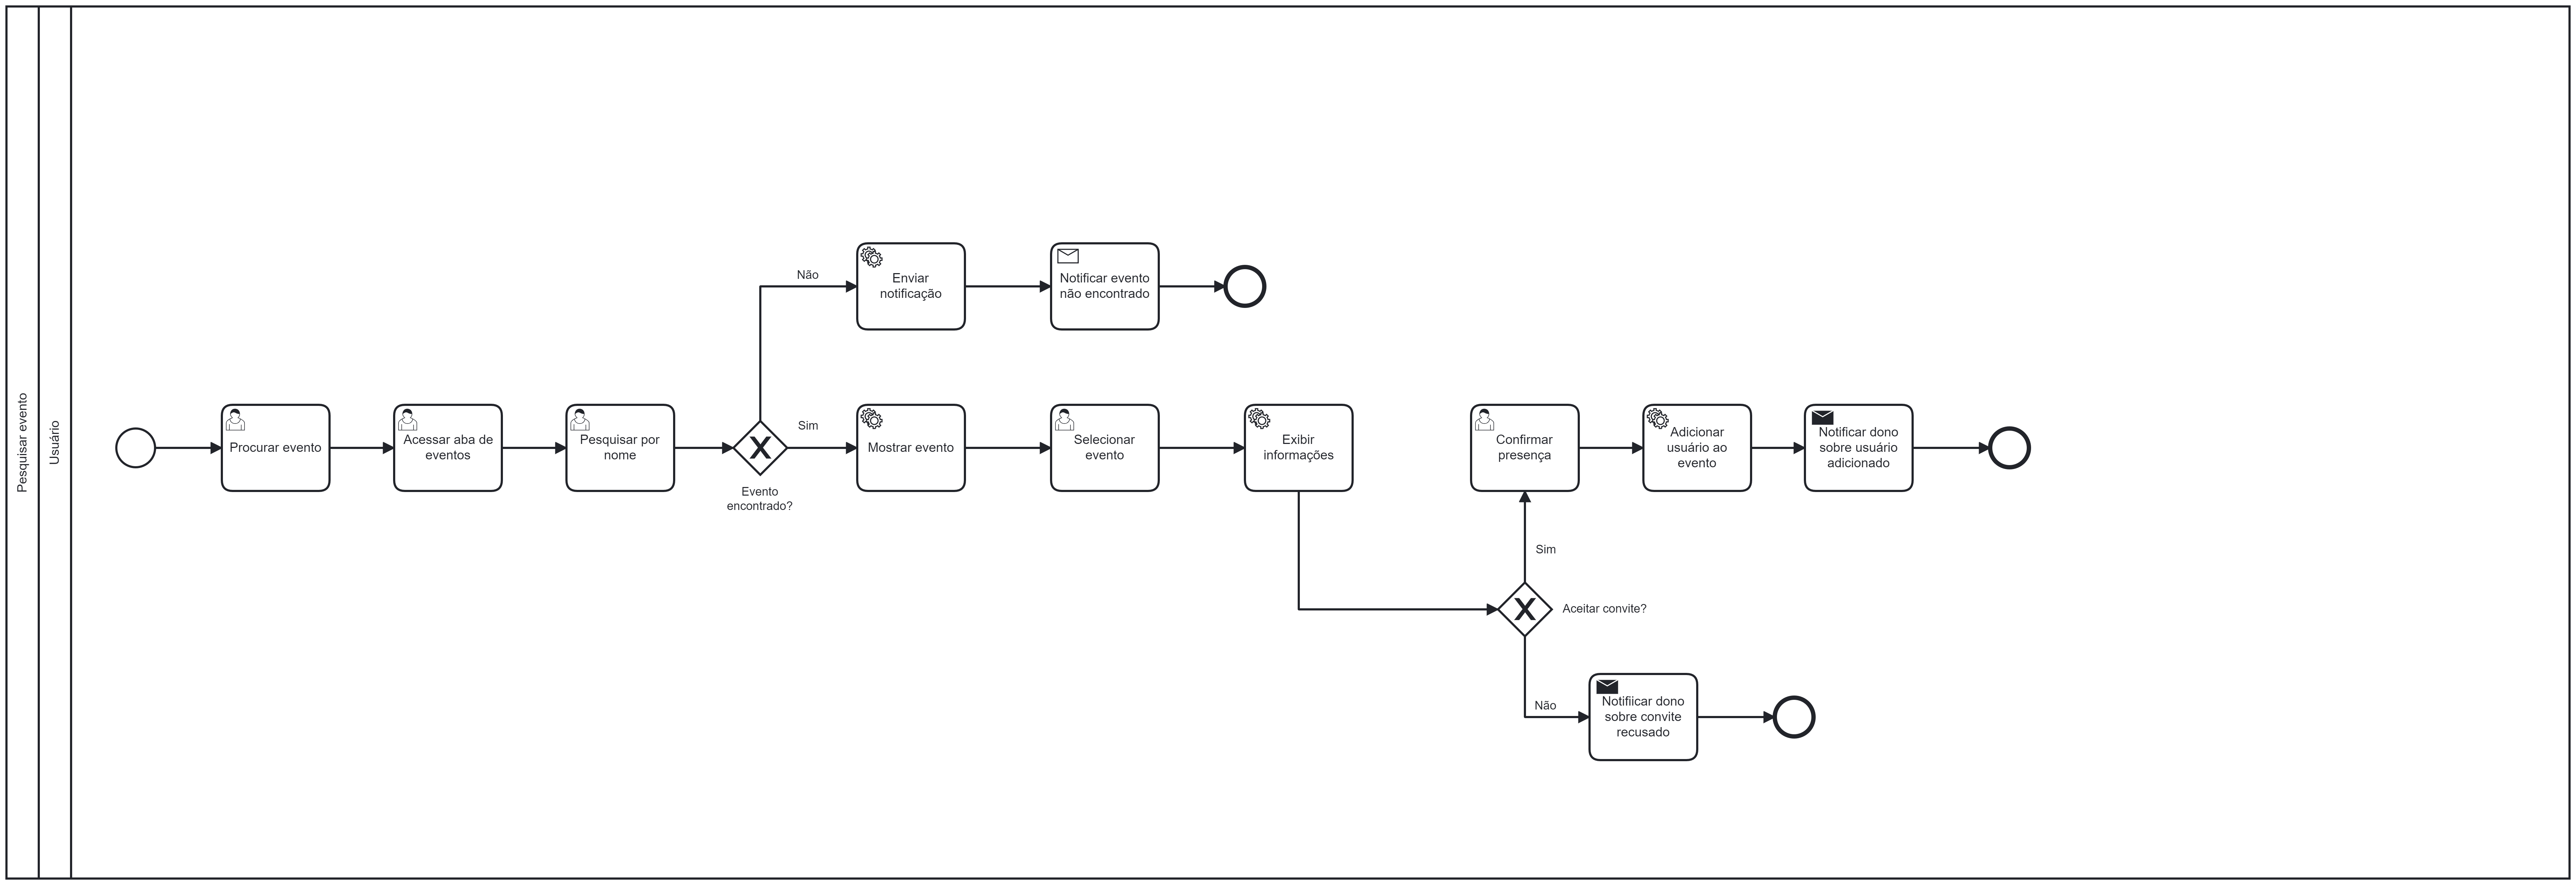 Pesquisar evento
Usuário
Procurar evento
Acessar aba de
eventos
Pesquisar por
nome
Evento
encontrado?
Não
Enviar
notificação
Notificar evento
não encontrado
Sim
Mostrar evento
Selecionar
evento
Exibir
informações
Aceitar convite?
Sim
Confirmar
presença
Adicionar
usuário ao
evento
Notificar dono
sobre usuário
adicionado
Não
Notifiicar dono
sobre convite
recusado